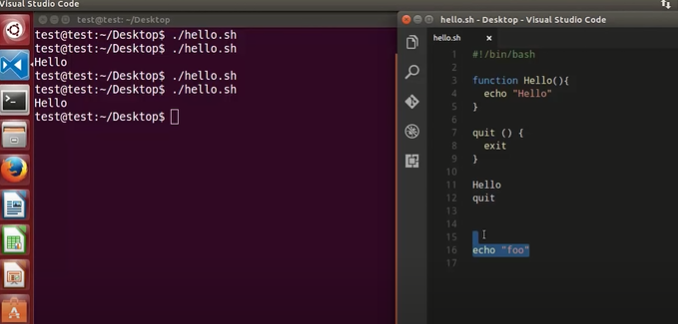 Visual Studio Code
test@test: ~/Desktop
test@test:~/Desktop$ ./hello.sh
test@test:~/Desktop$ ./hello.sh
Hello
test@test:~/Desktop$ ./hello.sh
test@test:~/Desktop$ ./hello.sh
Hello
test@test:~/Desktop$
hello.sh - Desktop - Visual Studio Code
hello.sh
1 #!/bin/bash
2
3 function Hello(){
4 echo "Hello"
5 }
6
7 quit () {
8 exit
9 }
10
11 Hello
12 quit
13
14
15
16 echo "foo"
17